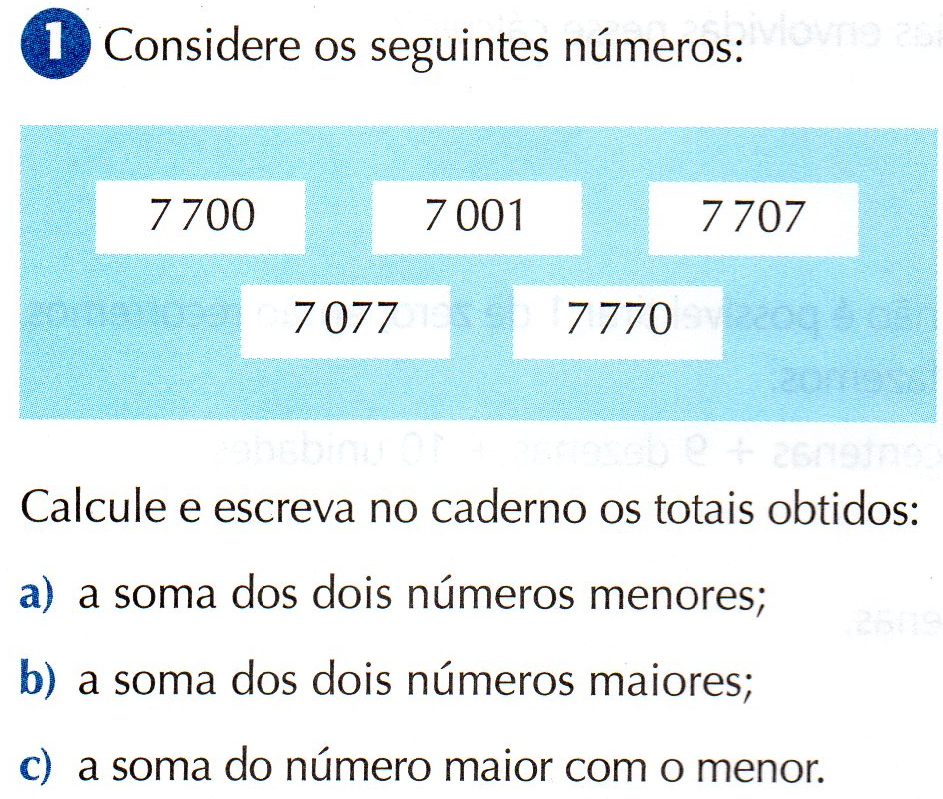 1 Considere os seguintes números:
7 700 7 001 7 707
7 077 7 770
Calcule e escreva no caderno os totais obtidos:
a) a soma dos dois números menores;
b) a soma dos dois números maiores;
c) a soma do número maior com o menor.